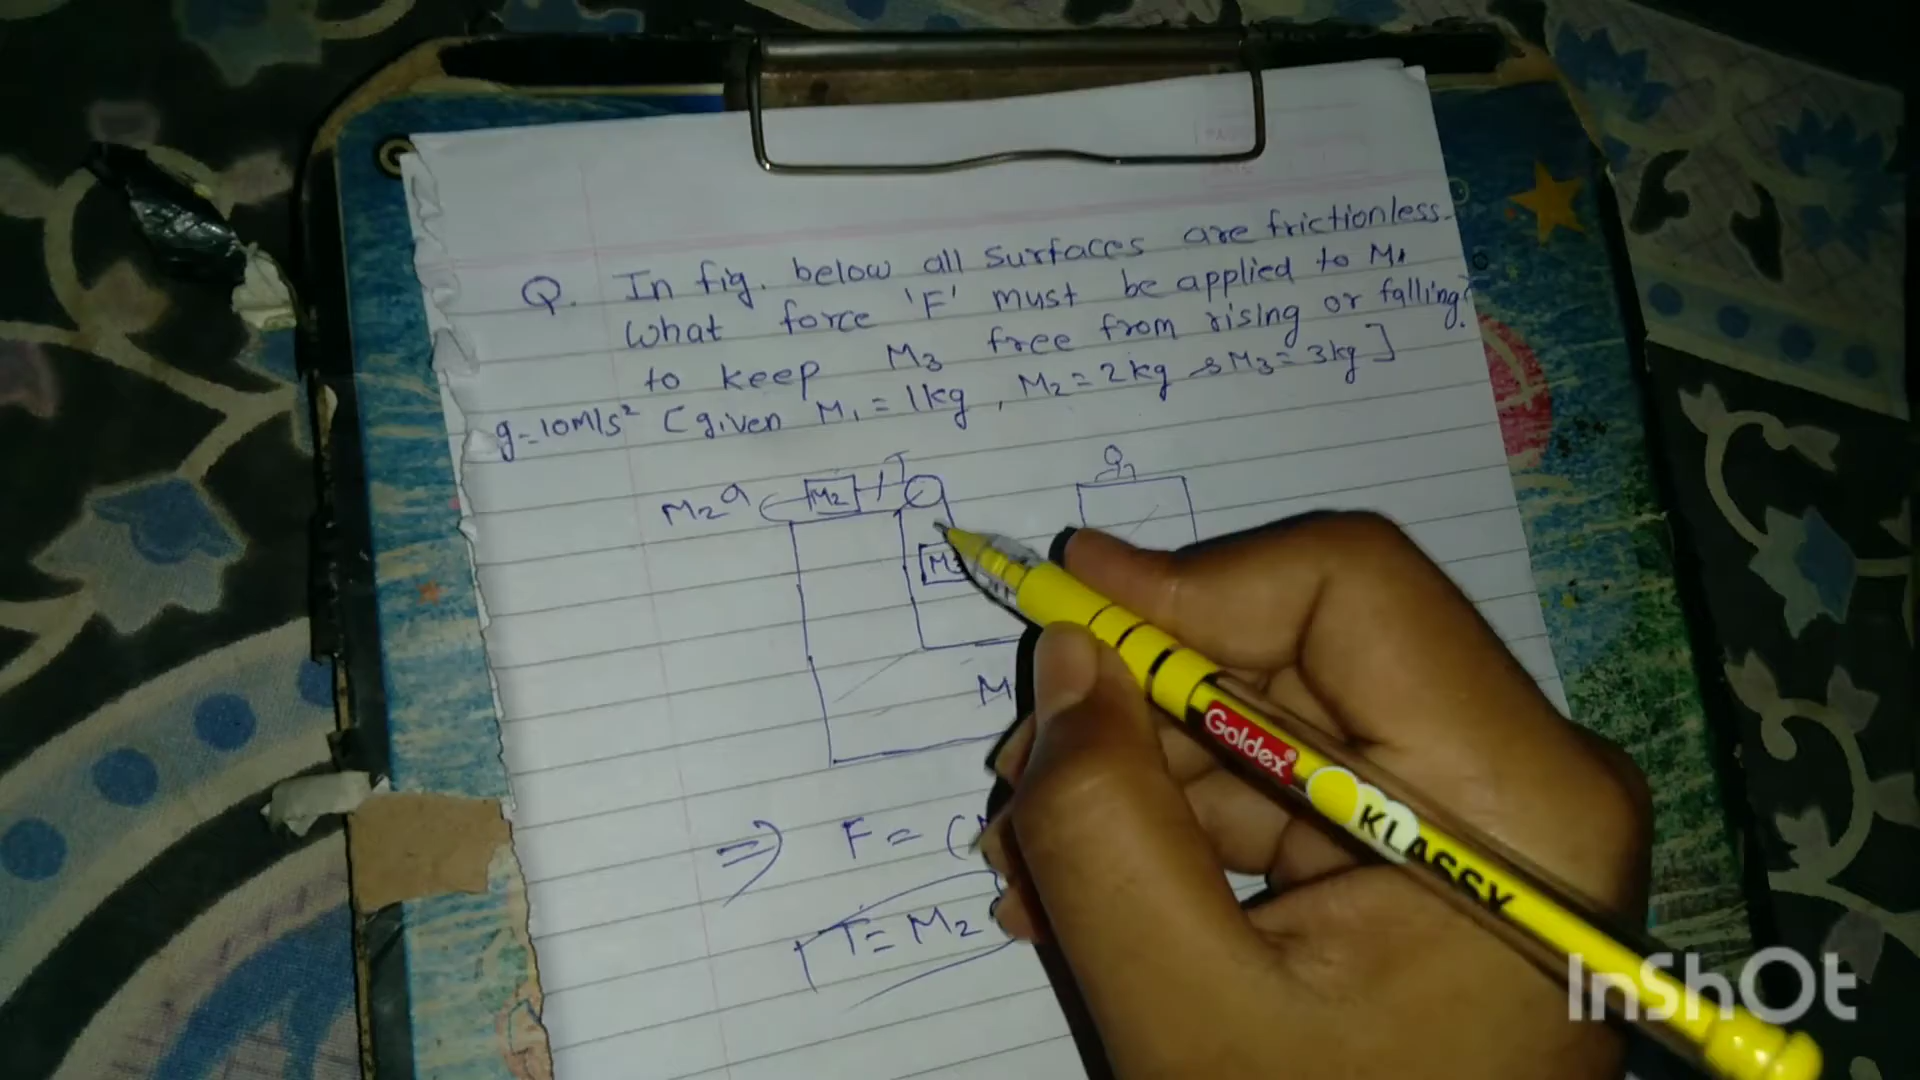 Q. In fig. below all surfaces are frictionless.
What force 'F' must be applied to M1
to keep M3 free from rising or falling?
g=10M/s² [given M1 = 1kg, M2 = 2kg & M3 = 3kg]
M2a M2 T
M3
M
⇒ F = (
T = M2
Goldex
KLASSY
InShOt